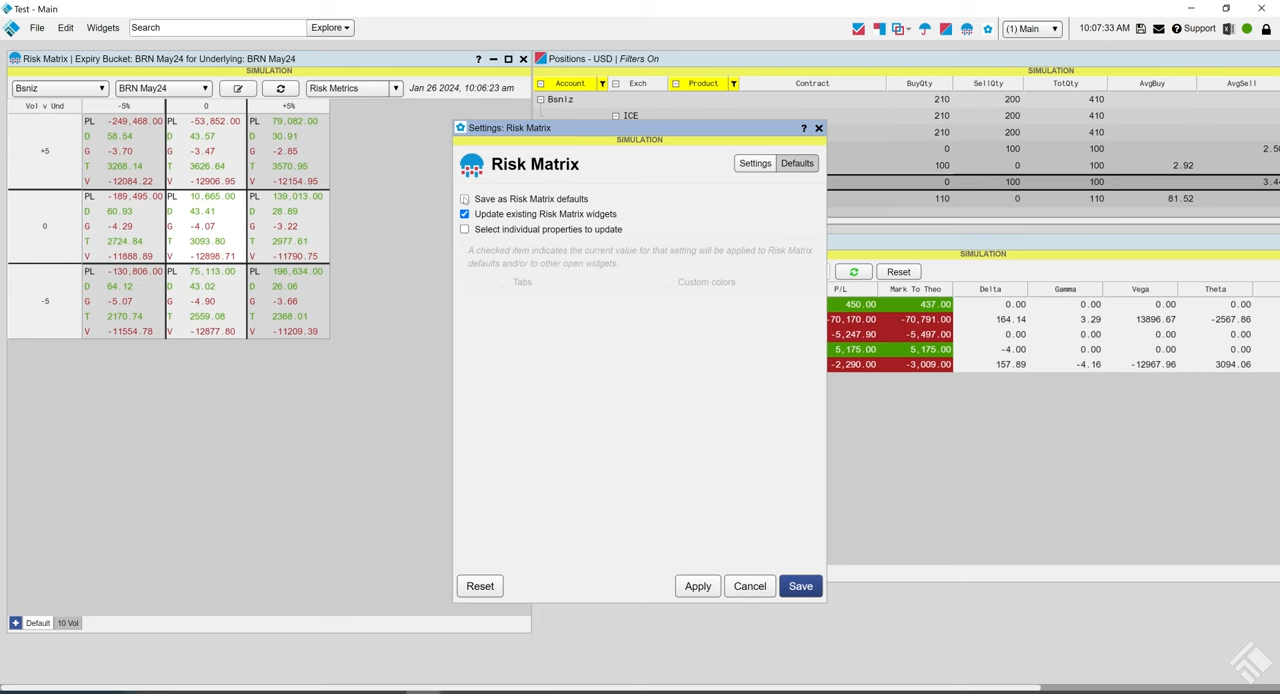 Test - Main
File Edit Widgets Search Explore
(1) Main 10:07:33 AM Support
Risk Matrix | Expiry Bucket: BRN May24 for Underlying: BRN May24
SIMULATION
Bsniz BRN May24 Risk Metrics Jan 26 2024, 10:06:23 am
Vol v Und -5% 0 +5%
PL -249,468.00 PL -53,852.00 PL 79,082.00
D 58.54 D 43.57 D 30.91
+5 G -3.70 G -3.47 G -2.85
T 3268.14 T 3626.64 T 3570.95
V -12084.22 V -12906.95 V -12154.95
PL -189,495.00 PL 10,665.00 PL 139,013.00
D 60.93 D 43.41 D 28.89
0 G -4.29 G -4.07 G -3.22
T 2724.84 T 3093.80 T 2977.61
V -11888.89 V -12898.71 V -11790.75
PL -130,806.00 PL 75,113.00 PL 196,634.00
D 64.12 D 43.02 D 26.06
-5 G -5.07 G -4.90 G -3.66
T 2170.74 T 2559.08 T 2368.01
V -11554.78 V -12877.80 V -11209.39
Default 10 Vol
Positions - USD | Filters On
SIMULATION
Account Exch Product Contract BuyQty SellQty TotQty AvgBuy AvgSell
Bsniz 210 200 410
ICE 210 200 410
210 200 410
0 100 100
100 0 100 2.92
0 100 100
110 0 110 81.52
Settings: Risk Matrix
SIMULATION
Risk Matrix Settings Defaults
Save as Risk Matrix defaults
Update existing Risk Matrix widgets
Select individual properties to update
A checked item indicates the current value for that setting will be applied to Risk Matrix
defaults and/or to other open widgets.
Tabs Custom colors
Reset Apply Cancel Save
SIMULATION
Reset
P/L Mark To Theo Delta Gamma Vega Theta
450.00 437.00 0.00 0.00 0.00 0.00
-70,170.00 -70,791.00 164.14 3.29 13896.67 -2567.86
-5,247.90 -5,497.00 0.00 0.00 0.00 0.00
5,175.00 5,175.00 -4.00 0.00 0.00 0.00
-2,290.00 -3,009.00 157.89 -4.16 -12967.96 3094.06